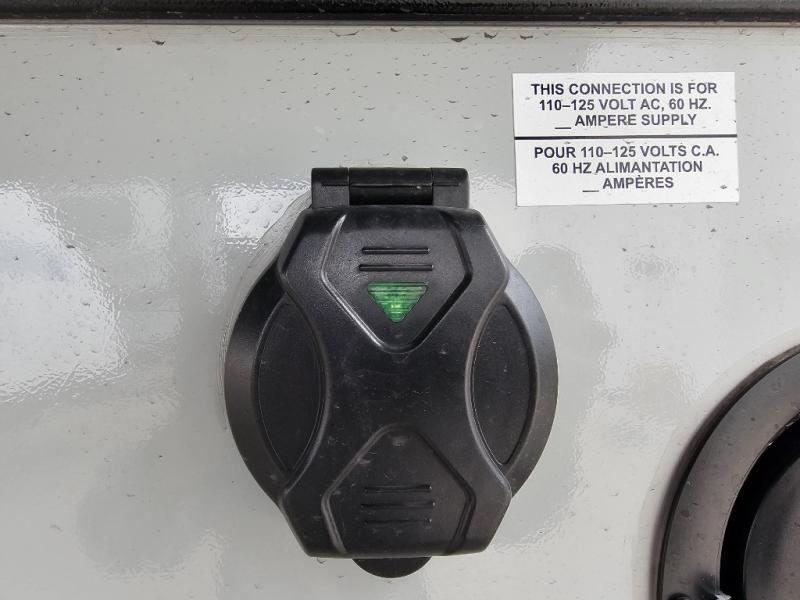 THIS CONNECTION IS FOR
110–125 VOLT AC, 60 HZ.
__ AMPERE SUPPLY
POUR 110–125 VOLTS C.A.
60 HZ ALIMANTATION
__ AMPÈRES